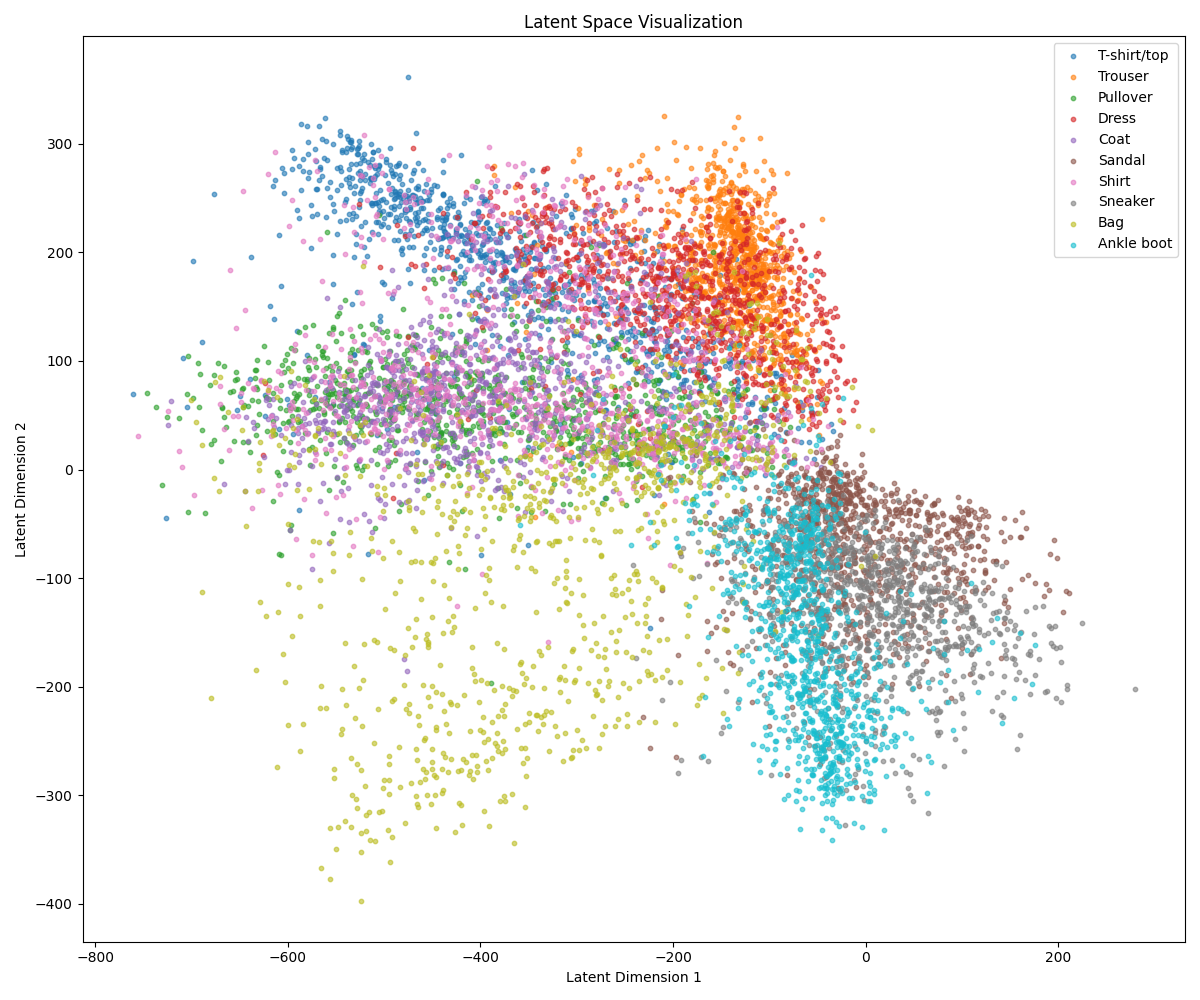 Latent Space Visualization
T-shirt/top
Trouser
Pullover
Dress
Coat
Sandal
Shirt
Sneaker
Bag
Ankle boot
300
200
100
0
−100
−200
−300
−400
Latent Dimension 2
−800
−600
−400
−200
0
200
Latent Dimension 1